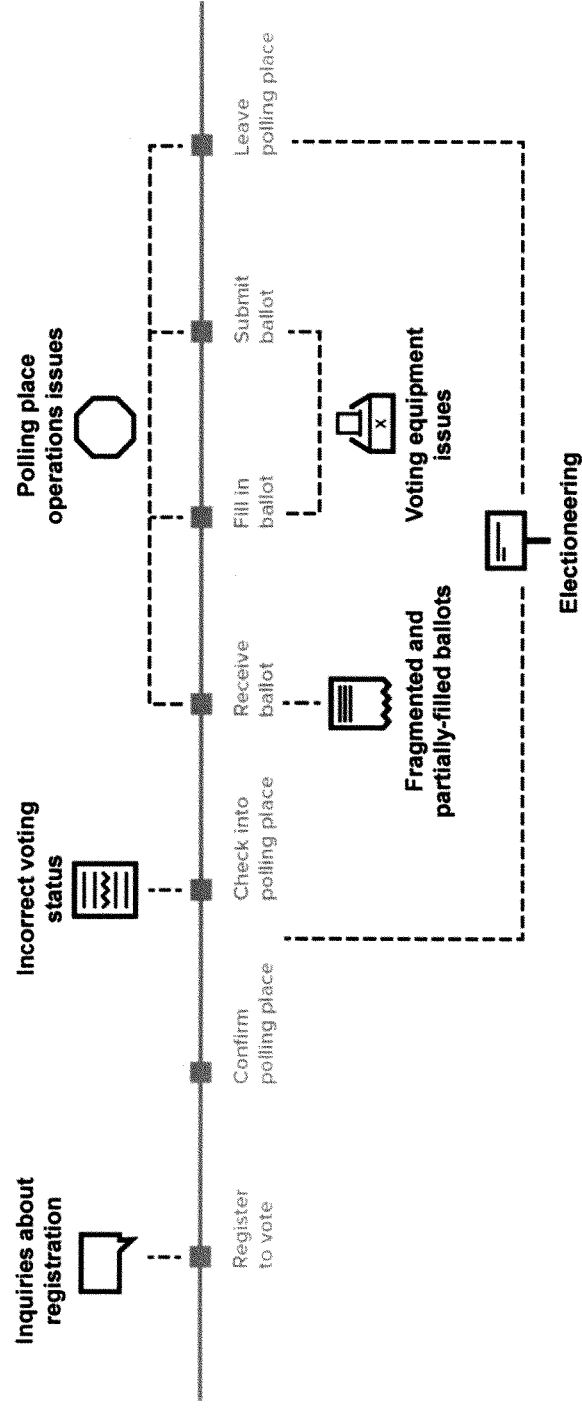 Inquiries about
registration
Incorrect voting
status
Polling place
operations issues
Register
to vote
Confirm
polling place
Check into
polling place
Receive
ballot
Fill in
ballot
Submit
ballot
Leave
polling place
Fragmented and
partially-filled ballots
X
Voting equipment
issues
Electioneering